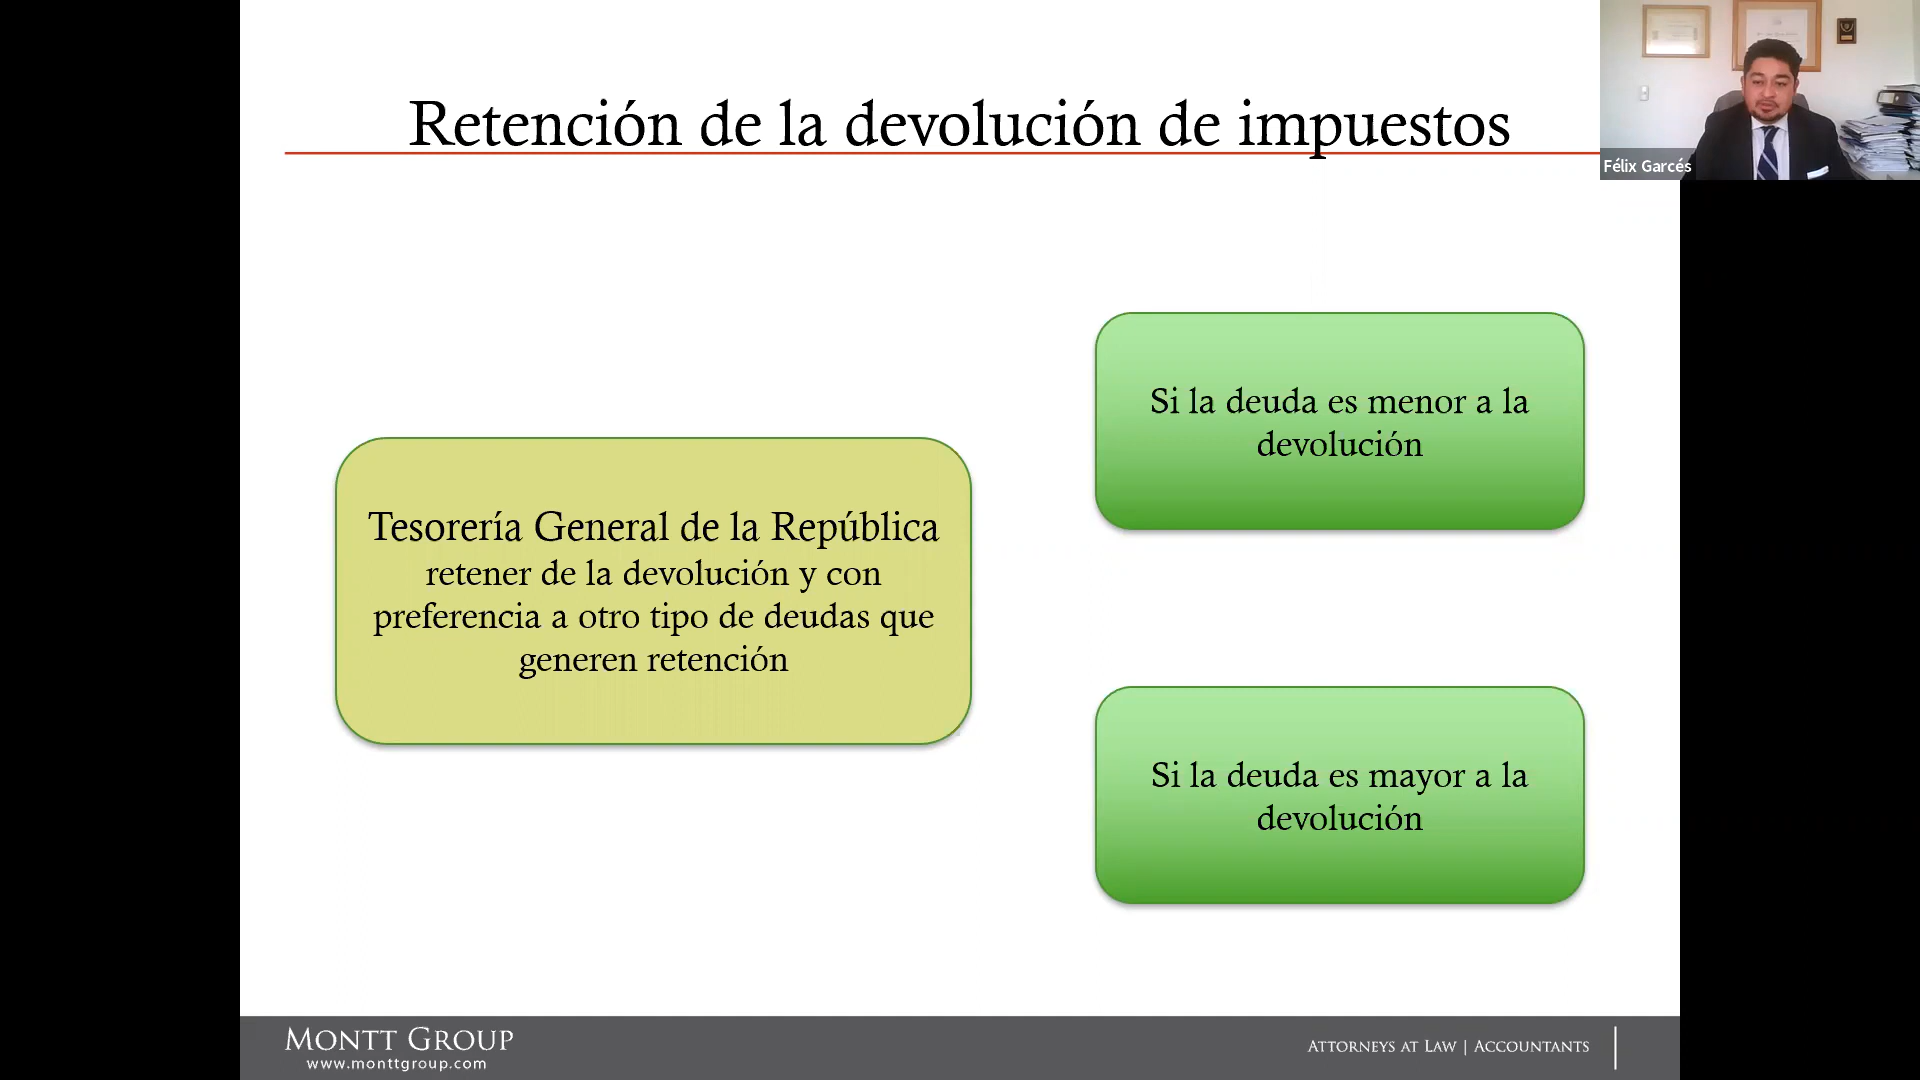 Retención de la devolución de impuestos
Félix Garcés
Tesorería General de la República
retener de la devolución y con
preferencia a otro tipo de deudas que
generen retención
Si la deuda es menor a la
devolución
Si la deuda es mayor a la
devolución
MONTT GROUP
www.monttgroup.com
ATTORNEYS AT LAW | ACCOUNTANTS